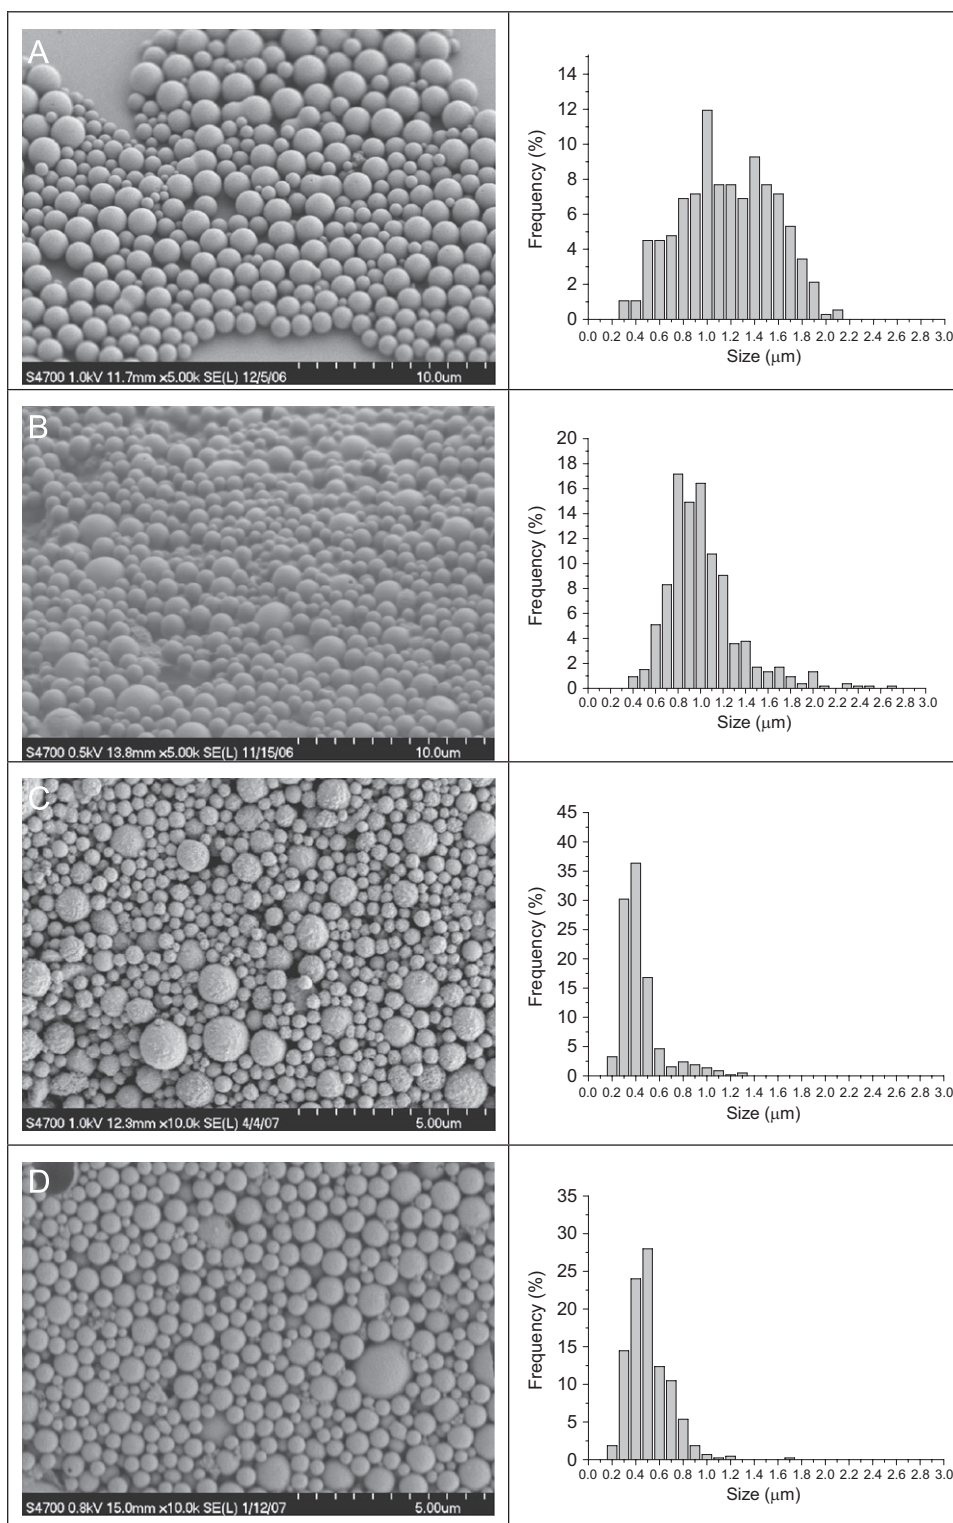 A
S4700 1.0kV 11.7mm x5.00k SE(L) 12/5/06 10.0um
Frequency (%)
14
12
10
8
6
4
2
0
0.0 0.2 0.4 0.6 0.8 1.0 1.2 1.4 1.6 1.8 2.0 2.2 2.4 2.6 2.8 3.0
Size (μm)
B
S4700 0.5kV 13.8mm x5.00k SE(L) 11/15/06 10.0um
Frequency (%)
20
18
16
14
12
10
8
6
4
2
0
0.0 0.2 0.4 0.6 0.8 1.0 1.2 1.4 1.6 1.8 2.0 2.2 2.4 2.6 2.8 3.0
Size (μm)
C
S4700 1.0kV 12.3mm x10.0k SE(L) 4/4/07 5.00um
Frequency (%)
45
40
35
30
25
20
15
10
5
0
0.0 0.2 0.4 0.6 0.8 1.0 1.2 1.4 1.6 1.8 2.0 2.2 2.4 2.6 2.8 3.0
Size (μm)
D
S4700 0.8kV 15.0mm x10.0k SE(L) 1/12/07 5.00um
Frequency (%)
35
30
25
20
15
10
5
0
0.0 0.2 0.4 0.6 0.8 1.0 1.2 1.4 1.6 1.8 2.0 2.2 2.4 2.6 2.8 3.0
Size (μm)